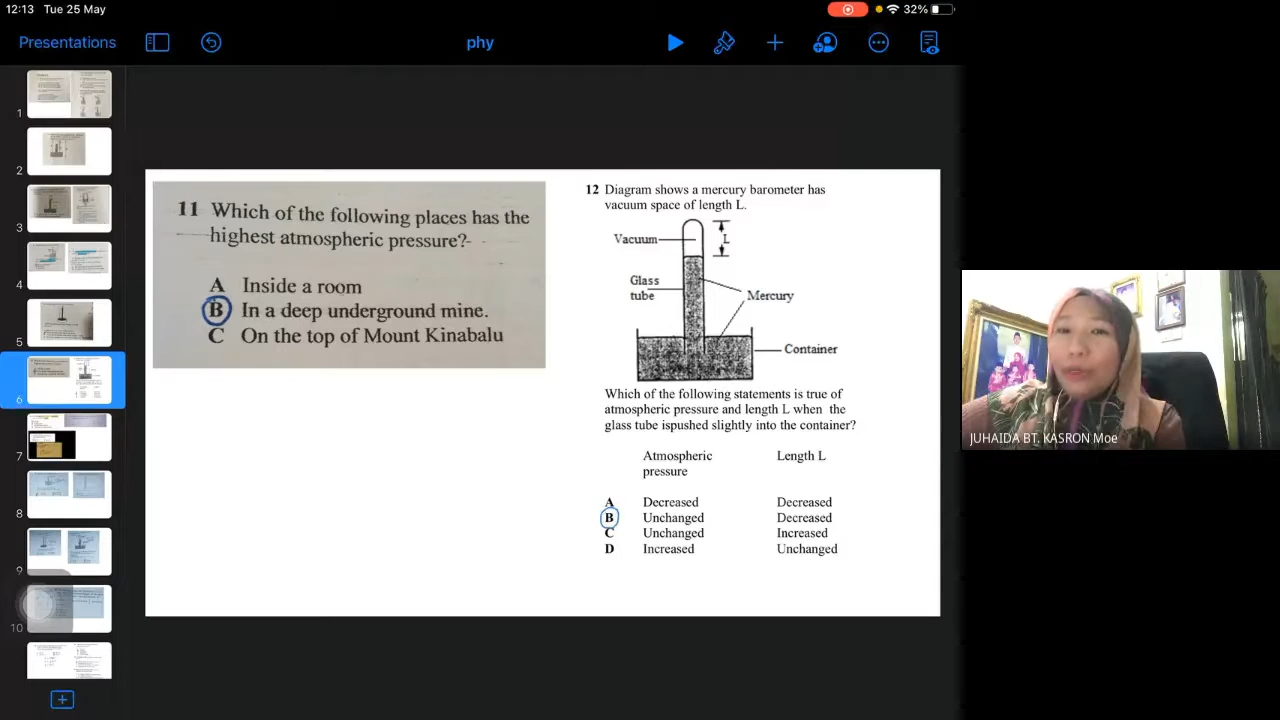 12:13 Tue 25 May
32%
Presentations
phy
1
2
3
4
5
6
7
8
9
10
11 Which of the following places has the
highest atmospheric pressure?
A Inside a room
B In a deep underground mine.
C On the top of Mount Kinabalu
12 Diagram shows a mercury barometer has
vacuum space of length L.
Vacuum
L
Glass
tube
Mercury
Container
Which of the following statements is true of
atmospheric pressure and length L when the
glass tube ispushed slightly into the container?
Atmospheric
pressure
Length L
A Decreased Decreased
B Unchanged Decreased
C Unchanged Increased
D Increased Unchanged
JUHAIDA BT. KASRON Moe